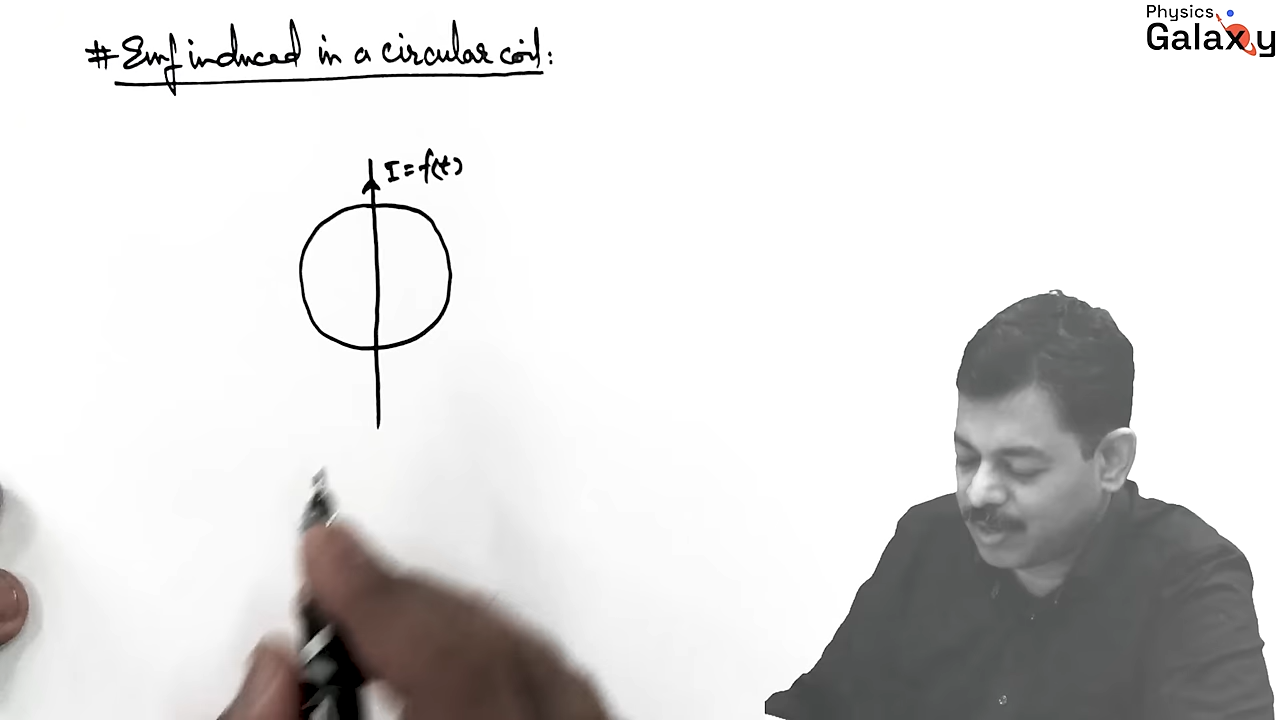 Physics
Galaxy
# Emf induced in a circular coil:
I = f(t)